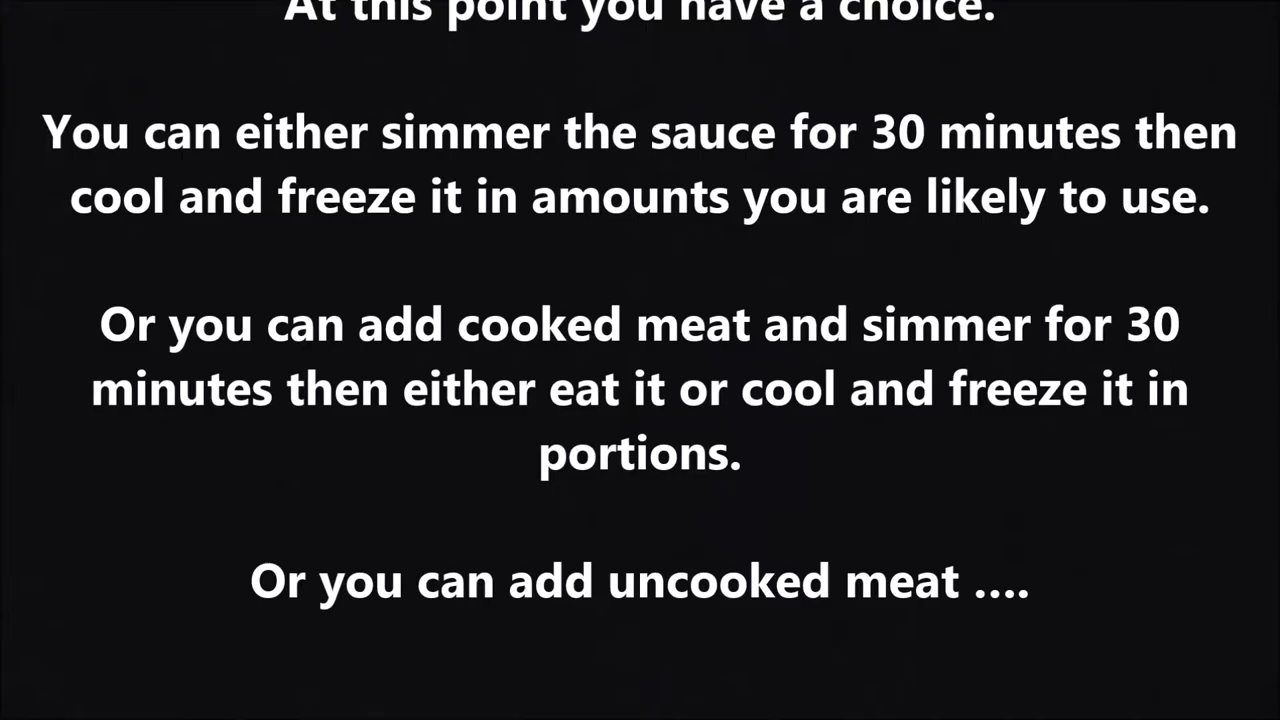 At this point you have a choice.
You can either simmer the sauce for 30 minutes then
cool and freeze it in amounts you are likely to use.
Or you can add cooked meat and simmer for 30
minutes then either eat it or cool and freeze it in
portions.
Or you can add uncooked meat ....